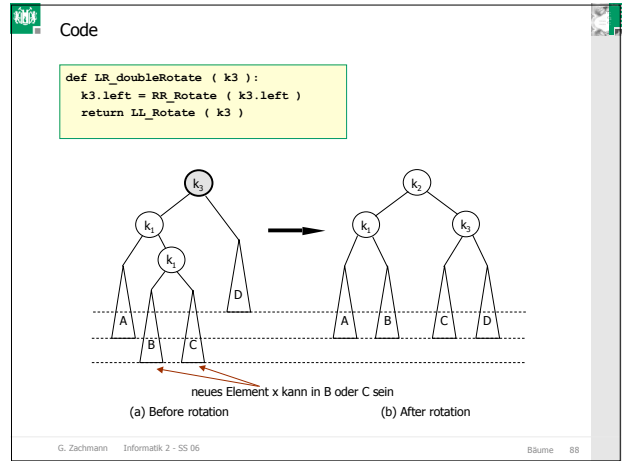 Code
def LR_doubleRotate ( k3 ):
k3.left = RR_Rotate ( k3.left )
return LL_Rotate ( k3 )
k3
k2
k1
k1
k3
k1
D
A
A
B
C
D
B
C
neues Element x kann in B oder C sein
(a) Before rotation
(b) After rotation
G. Zachmann Informatik 2 - SS 06
Bäume 88